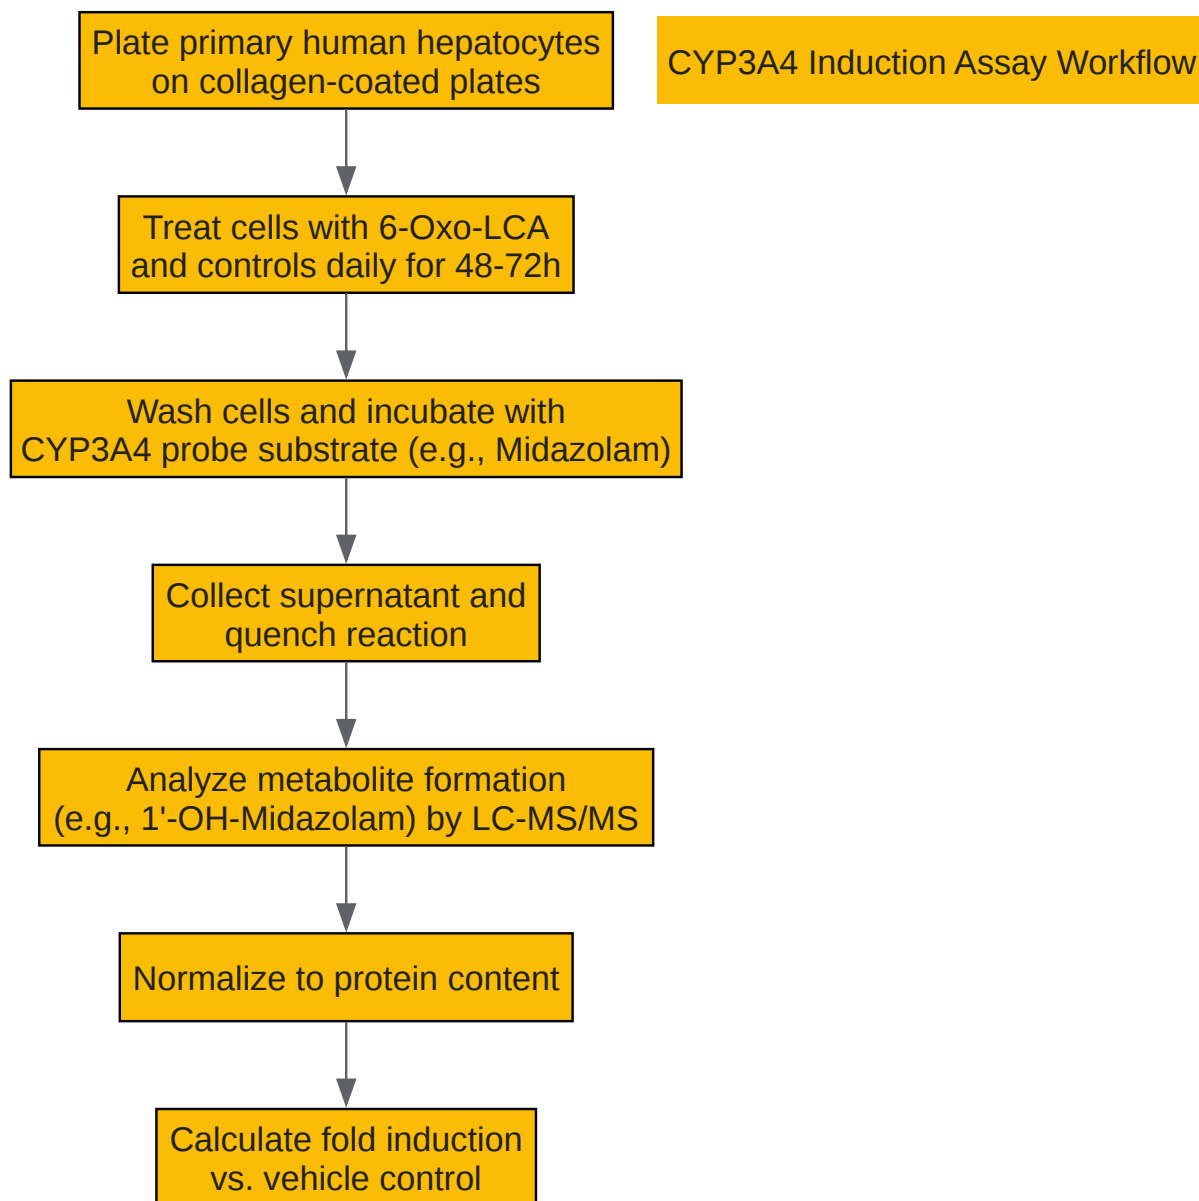 Plate primary human hepatocytes
on collagen-coated plates
CYP3A4 Induction Assay Workflow
Treat cells with 6-Oxo-LCA
and controls daily for 48-72h
Wash cells and incubate with
CYP3A4 probe substrate (e.g., Midazolam)
Collect supernatant and
quench reaction
Analyze metabolite formation
(e.g., 1'-OH-Midazolam) by LC-MS/MS
Normalize to protein content
Calculate fold induction
vs. vehicle control